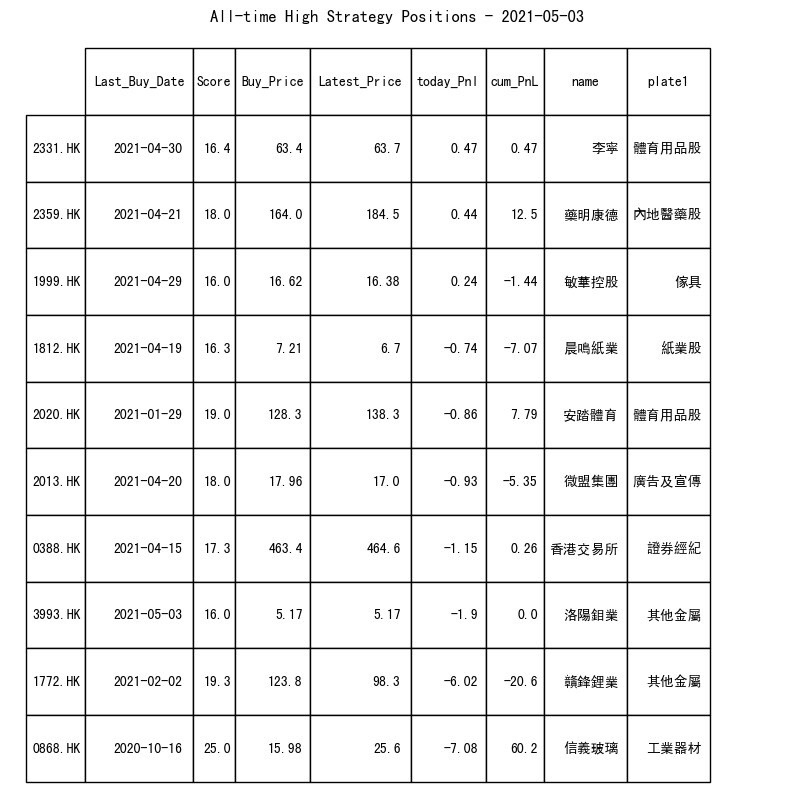 All-time High Strategy Positions - 2021-05-03
Last_Buy_Date Score Buy_Price Latest_Price today_Pnl cum_PnL name plate1
2331.HK 2021-04-30 16.4 63.4 63.7 0.47 0.47 李寧 體育用品股
2359.HK 2021-04-21 18.0 164.0 184.5 0.44 12.5 藥明康德 內地醫藥股
1999.HK 2021-04-29 16.0 16.62 16.38 0.24 -1.44 敏華控股 傢具
1812.HK 2021-04-19 16.3 7.21 6.7 -0.74 -7.07 晨鳴紙業 紙業股
2020.HK 2021-01-29 19.0 128.3 138.3 -0.86 7.79 安踏體育 體育用品股
2013.HK 2021-04-20 18.0 17.96 17.0 -0.93 -5.35 微盟集團 廣告及宣傳
0388.HK 2021-04-15 17.3 463.4 464.6 -1.15 0.26 香港交易所 證券經紀
3993.HK 2021-05-03 16.0 5.17 5.17 -1.9 0.0 洛陽鉬業 其他金屬
1772.HK 2021-02-02 19.3 123.8 98.3 -6.02 -20.6 贛鋒鋰業 其他金屬
0868.HK 2020-10-16 25.0 15.98 25.6 -7.08 60.2 信義玻璃 工業器材